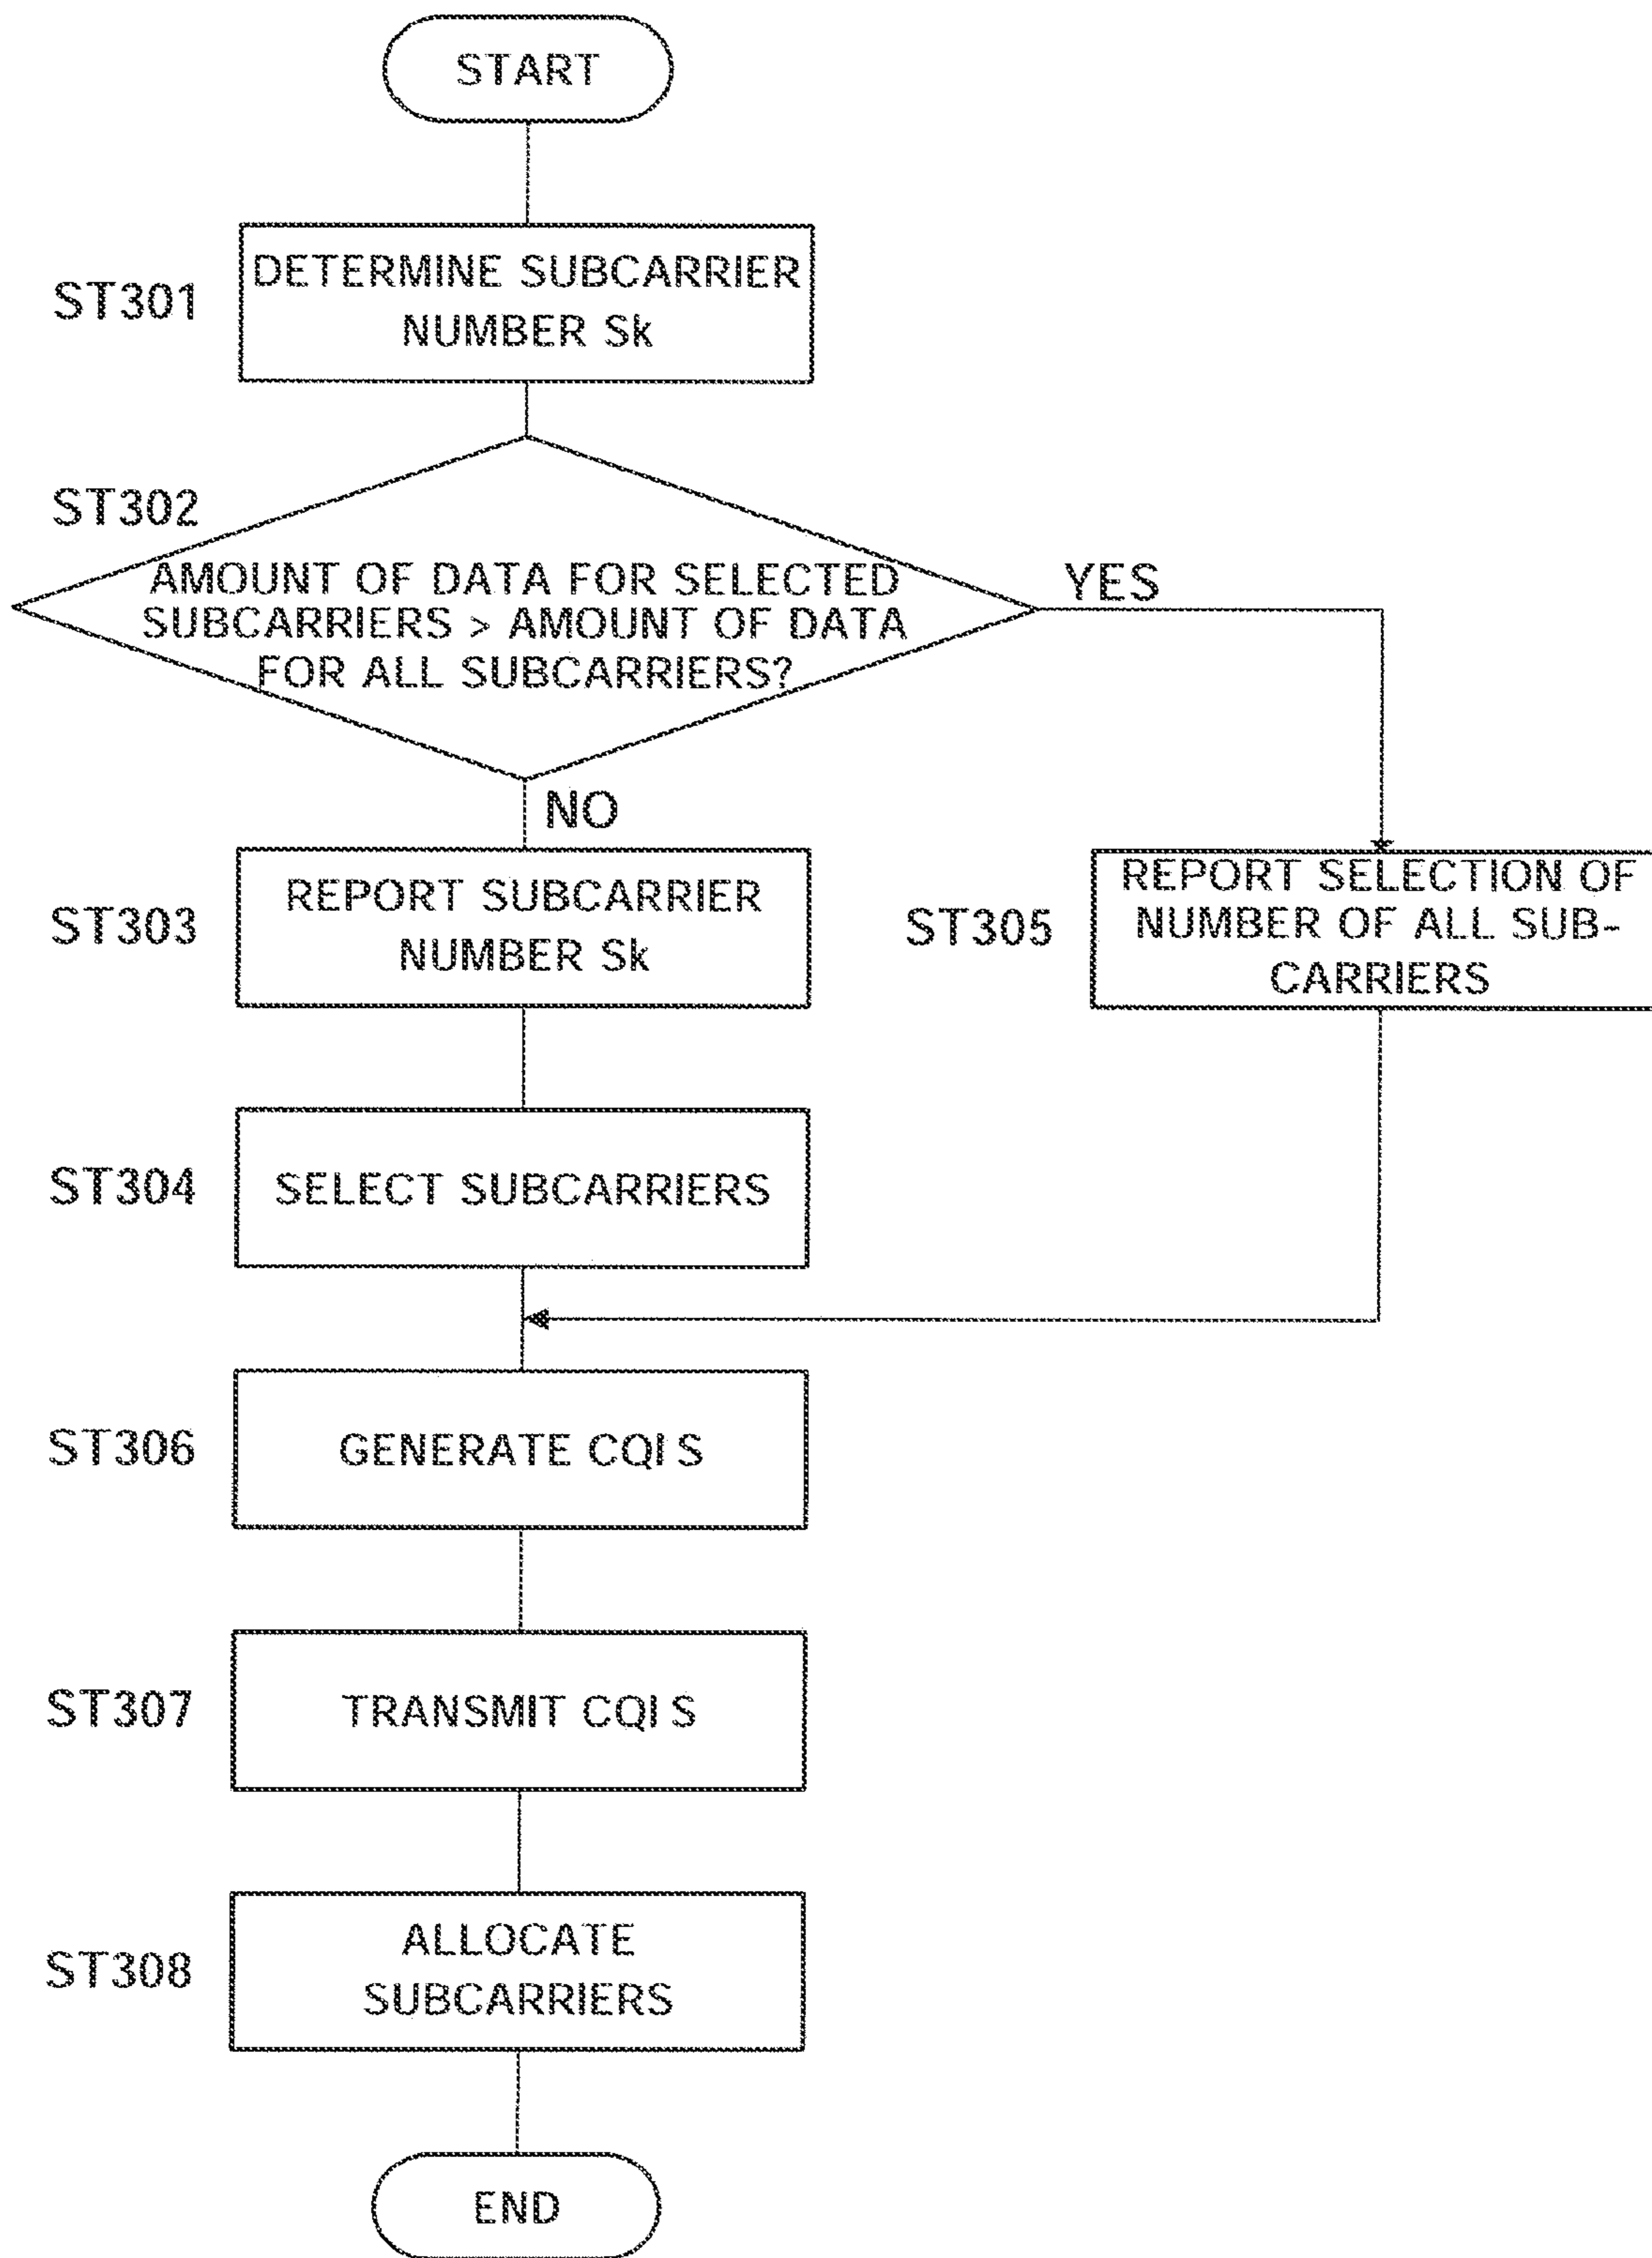 START
ST301
DETERMINE SUBCARRIER
NUMBER Sk
ST302
AMOUNT OF DATA FOR SELECTED
SUBCARRIERS > AMOUNT OF DATA
FOR ALL SUBCARRIERS?
YES
NO
ST303
REPORT SUBCARRIER
NUMBER Sk
ST305
REPORT SELECTION OF
NUMBER OF ALL SUB-
CARRIERS
ST304
SELECT SUBCARRIERS
ST306
GENERATE CQI S
ST307
TRANSMIT CQI S
ST308
ALLOCATE
SUBCARRIERS
END